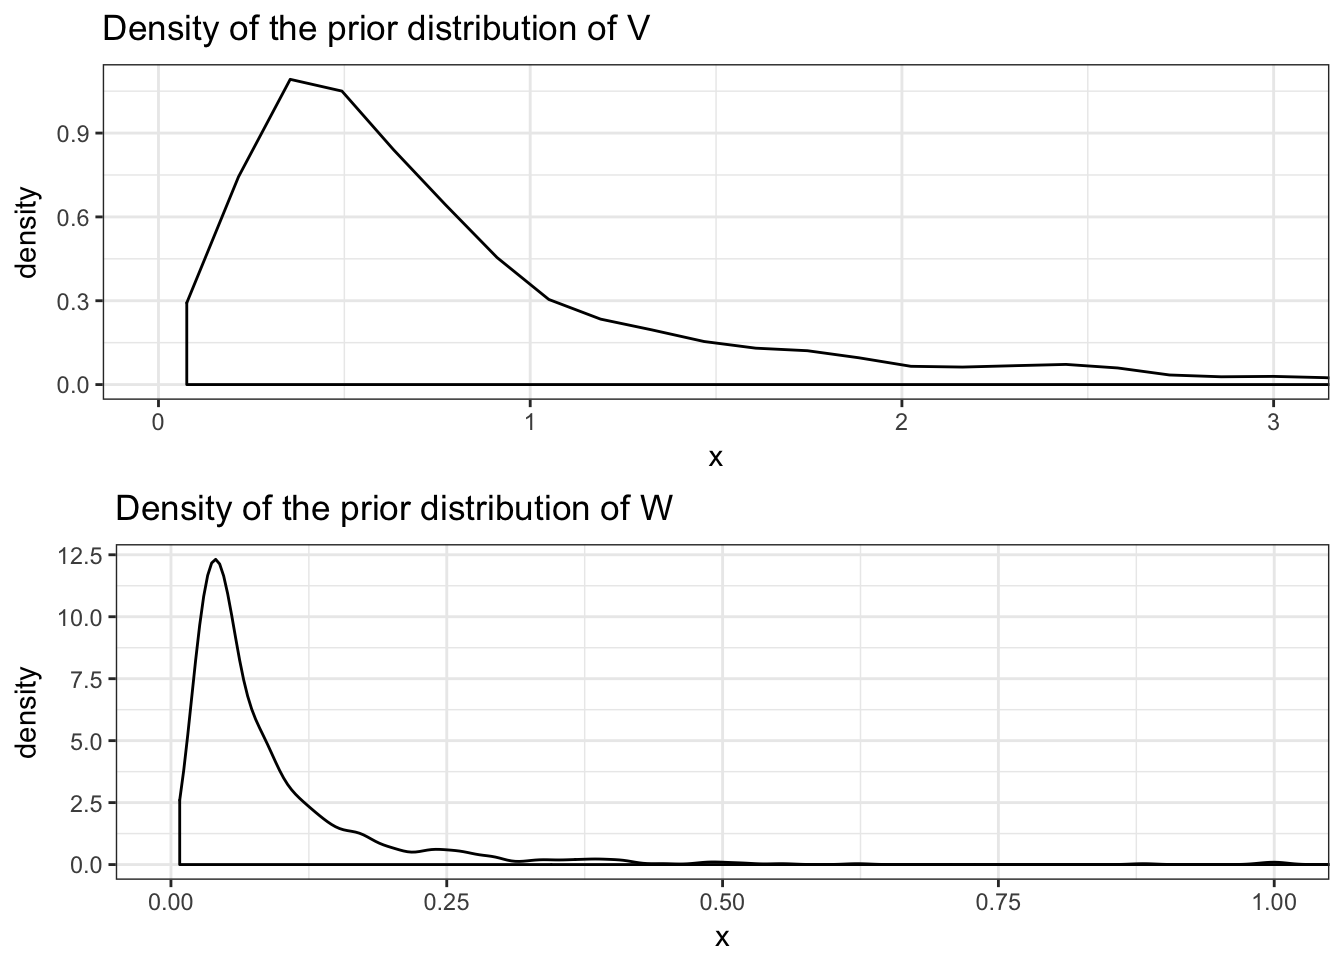 Density of the prior distribution of V
density
0.9
0.6
0.3
0.0
0 1 2 3
x
Density of the prior distribution of W
density
12.5
10.0
7.5
5.0
2.5
0.0
0.00 0.25 0.50 0.75 1.00
x